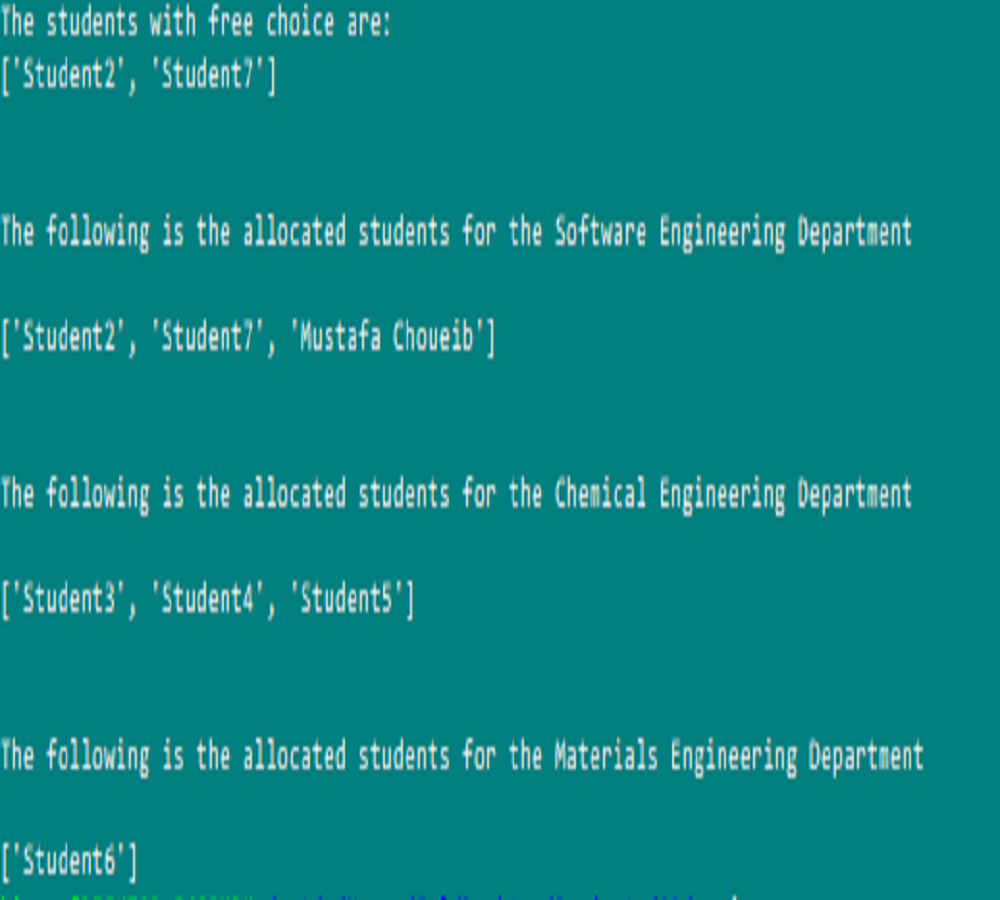 The students with free choice are:
['Student2', 'Student7']
The following is the allocated students for the Software Engineering Department
['Student2', 'Student7', 'Mustafa Choueib']
The following is the allocated students for the Chemical Engineering Department
['Student3', 'Student4', 'Student5']
The following is the allocated students for the Materials Engineering Department
['Student6']